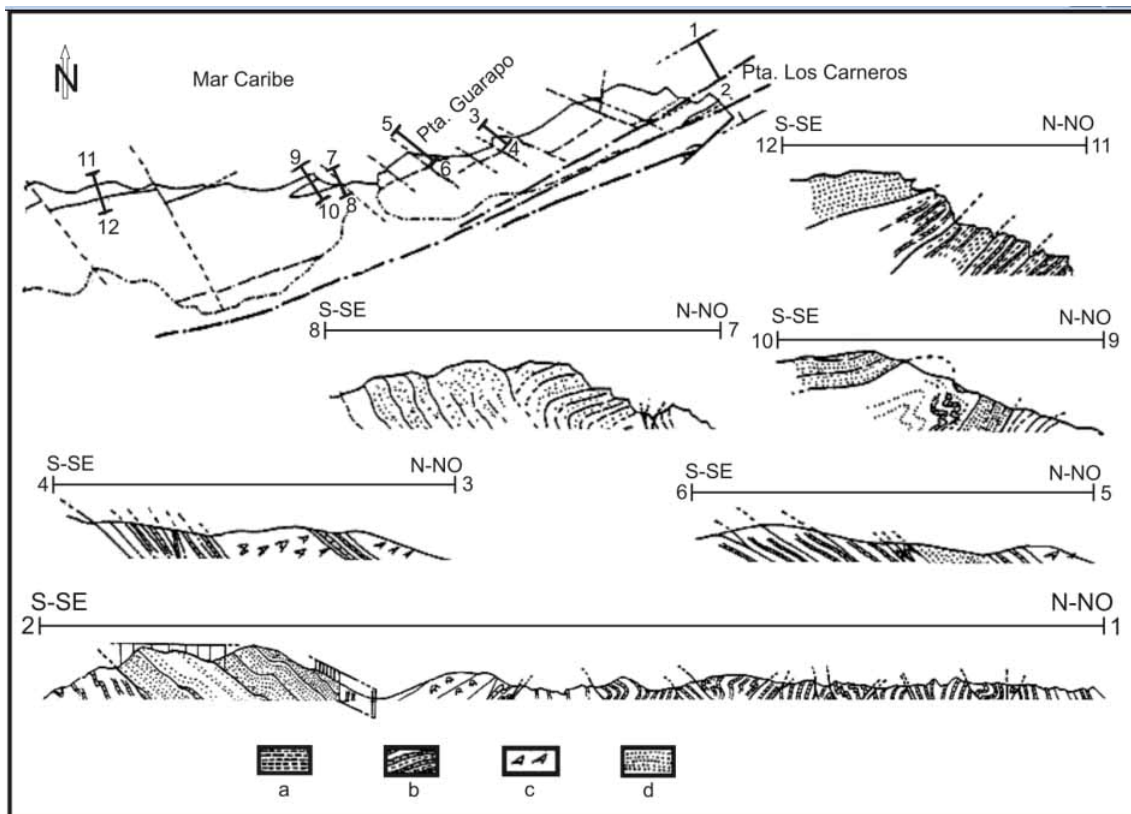 N
Mar Caribe
Pta. Guarapo
Pta. Los Carneros
1
2
3
4
5
6
7
8
9
10
11
12
S-SE N-NO
12 11
S-SE N-NO
8 7
S-SE N-NO
10 9
S-SE N-NO
4 3
S-SE N-NO
6 5
S-SE N-NO
2 1
a b c d